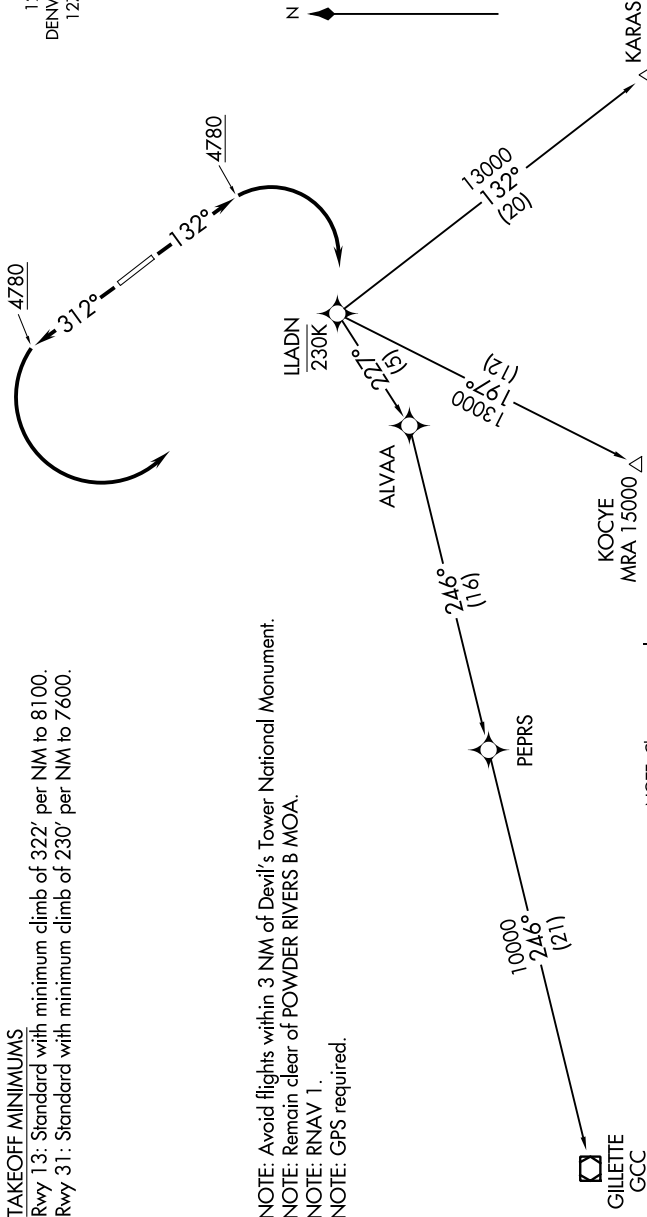 TAKEOFF MINIMUMS
Rwy 13: Standard with minimum climb of 322' per NM to 8100.
Rwy 31: Standard with minimum climb of 230' per NM to 7600.
N
4780
312°
132°
4780
LLADN
230K
227°
(5)
ALVAA
13000
132°
(20)
KARAS
13000
197°
(12)
KOCYE
MRA 15000
246°
(16)
PEPRS
10000
246°
(21)
GILLETTE
GCC
NOTE: Avoid flights within 3 NM of Devil's Tower National Monument.
NOTE: Remain clear of POWDER RIVERS B MOA.
NOTE: RNAV 1.
NOTE: GPS required.